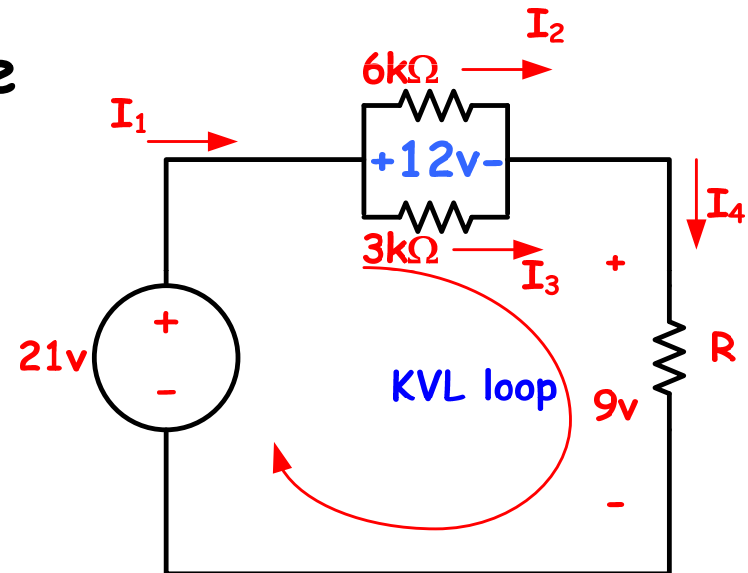 e
I₂
6kΩ
I₁
+12v-
I₄
3kΩ
I₃
+
+
R
21v
KVL loop
-
9v
-